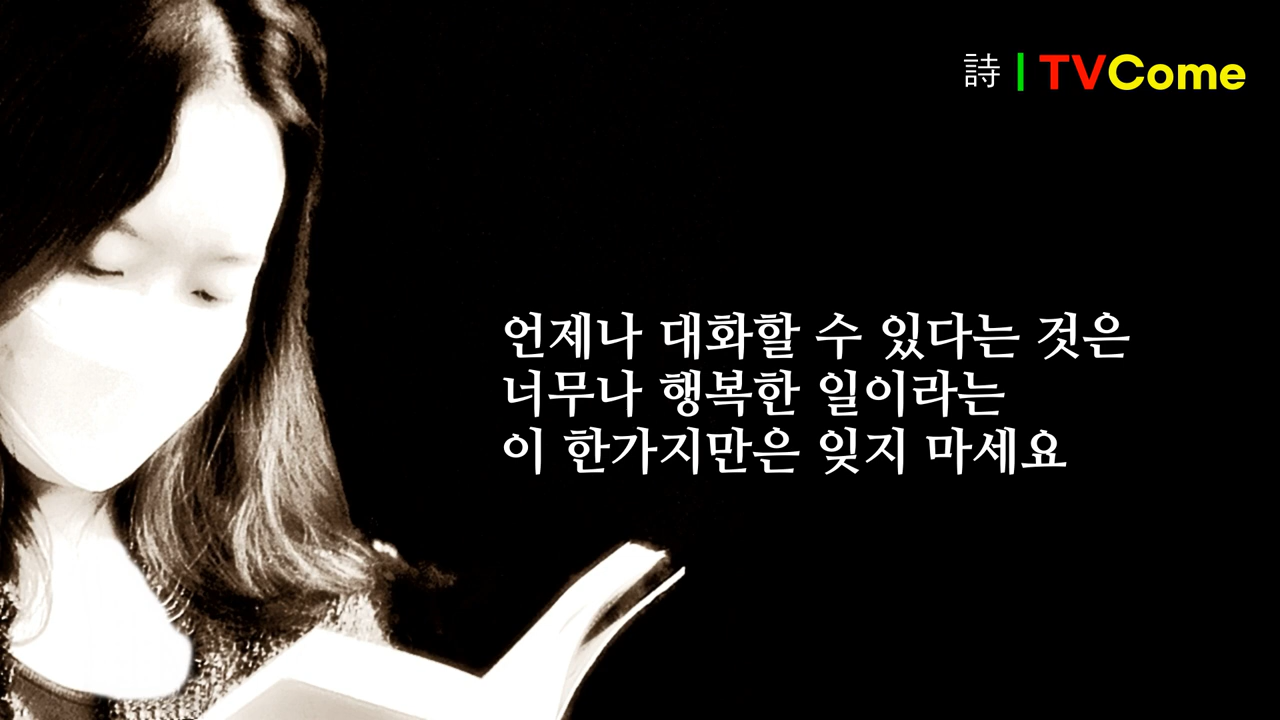 詩 | TVCome
언제나 대화할 수 있다는 것은
너무나 행복한 일이라는
이 한가지만은 잊지 마세요